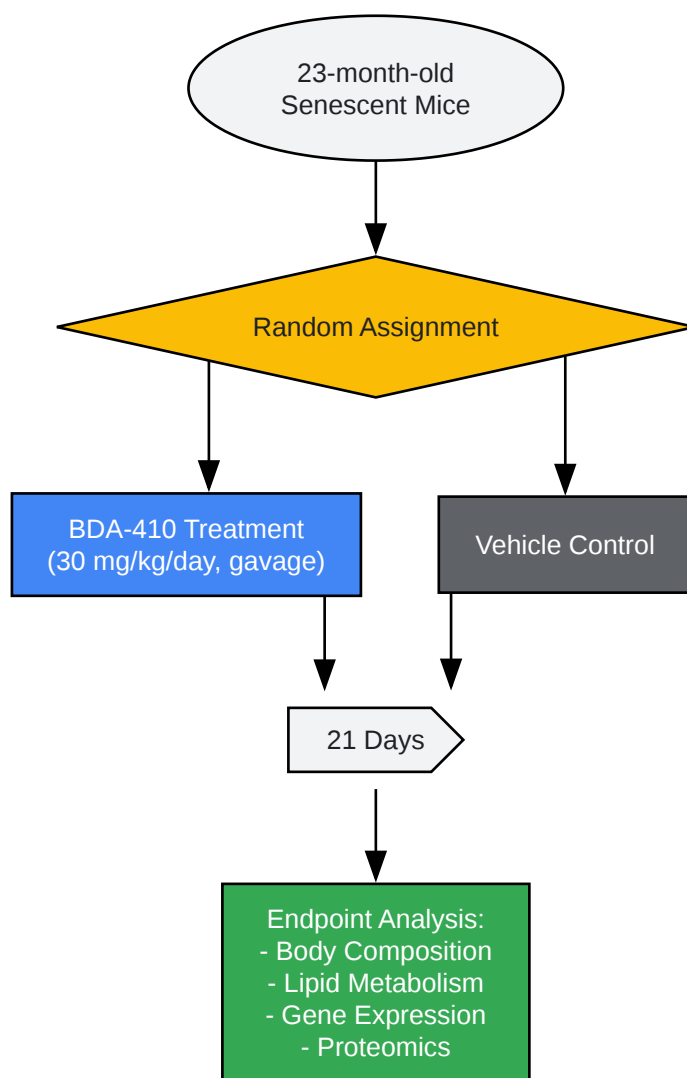 23-month-old
Senescent Mice
Random Assignment
BDA-410 Treatment
(30 mg/kg/day, gavage)
Vehicle Control
21 Days
Endpoint Analysis:
- Body Composition
- Lipid Metabolism
- Gene Expression
- Proteomics